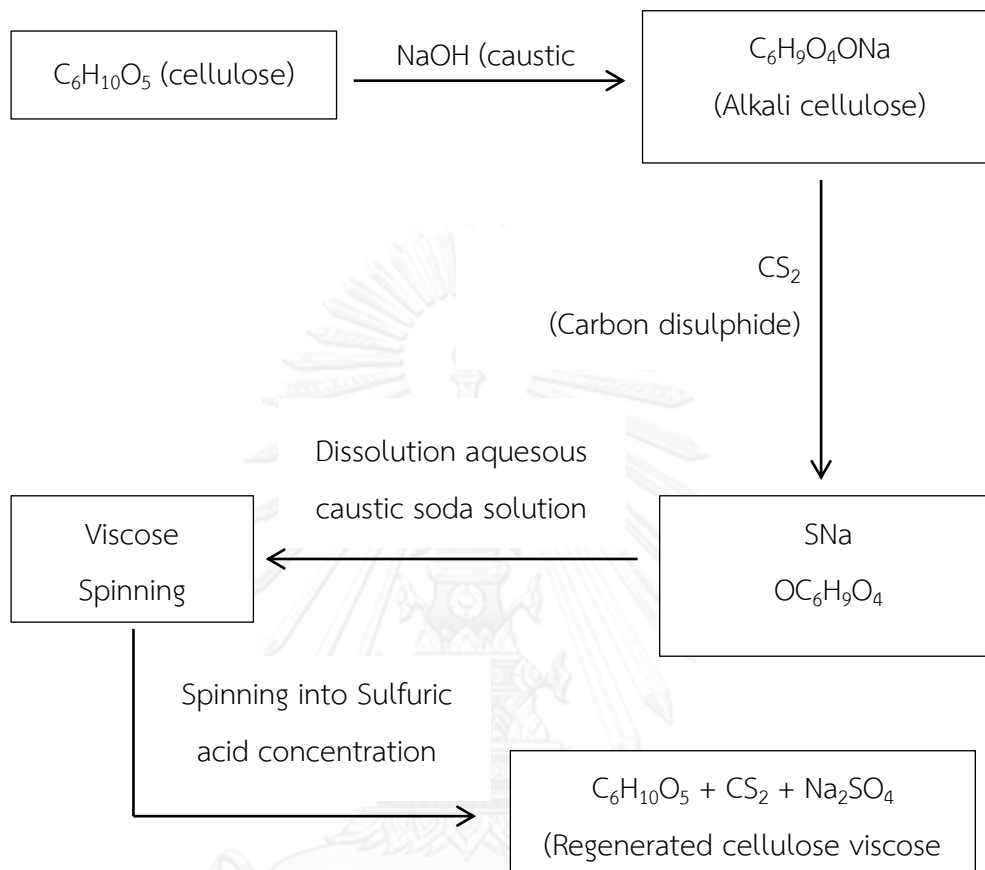 C₆H₁₀O₅ (cellulose)
NaOH (caustic
C₆H₉O₄ONa
(Alkali cellulose)
CS₂
(Carbon disulphide)
SNa
OC₆H₉O₄
Dissolution aquesous
caustic soda solution
Viscose
Spinning
Spinning into Sulfuric
acid concentration
C₆H₁₀O₅ + CS₂ + Na₂SO₄
(Regenerated cellulose viscose